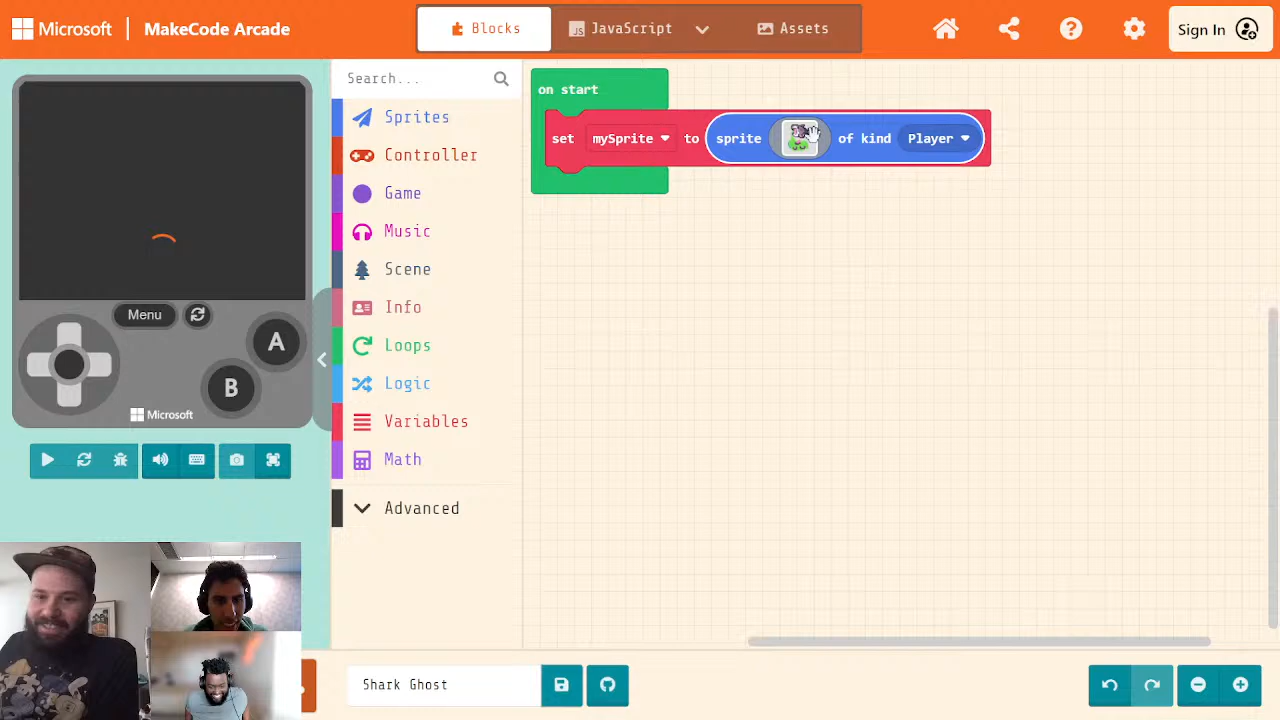 Microsoft
MakeCode Arcade
Blocks
JavaScript
Assets
Sign In
Search...
Sprites
Controller
Game
Music
Scene
Info
Loops
Logic
Variables
Math
Advanced
on start
set mySprite to sprite of kind Player
Menu
A
B
Microsoft
Shark Ghost